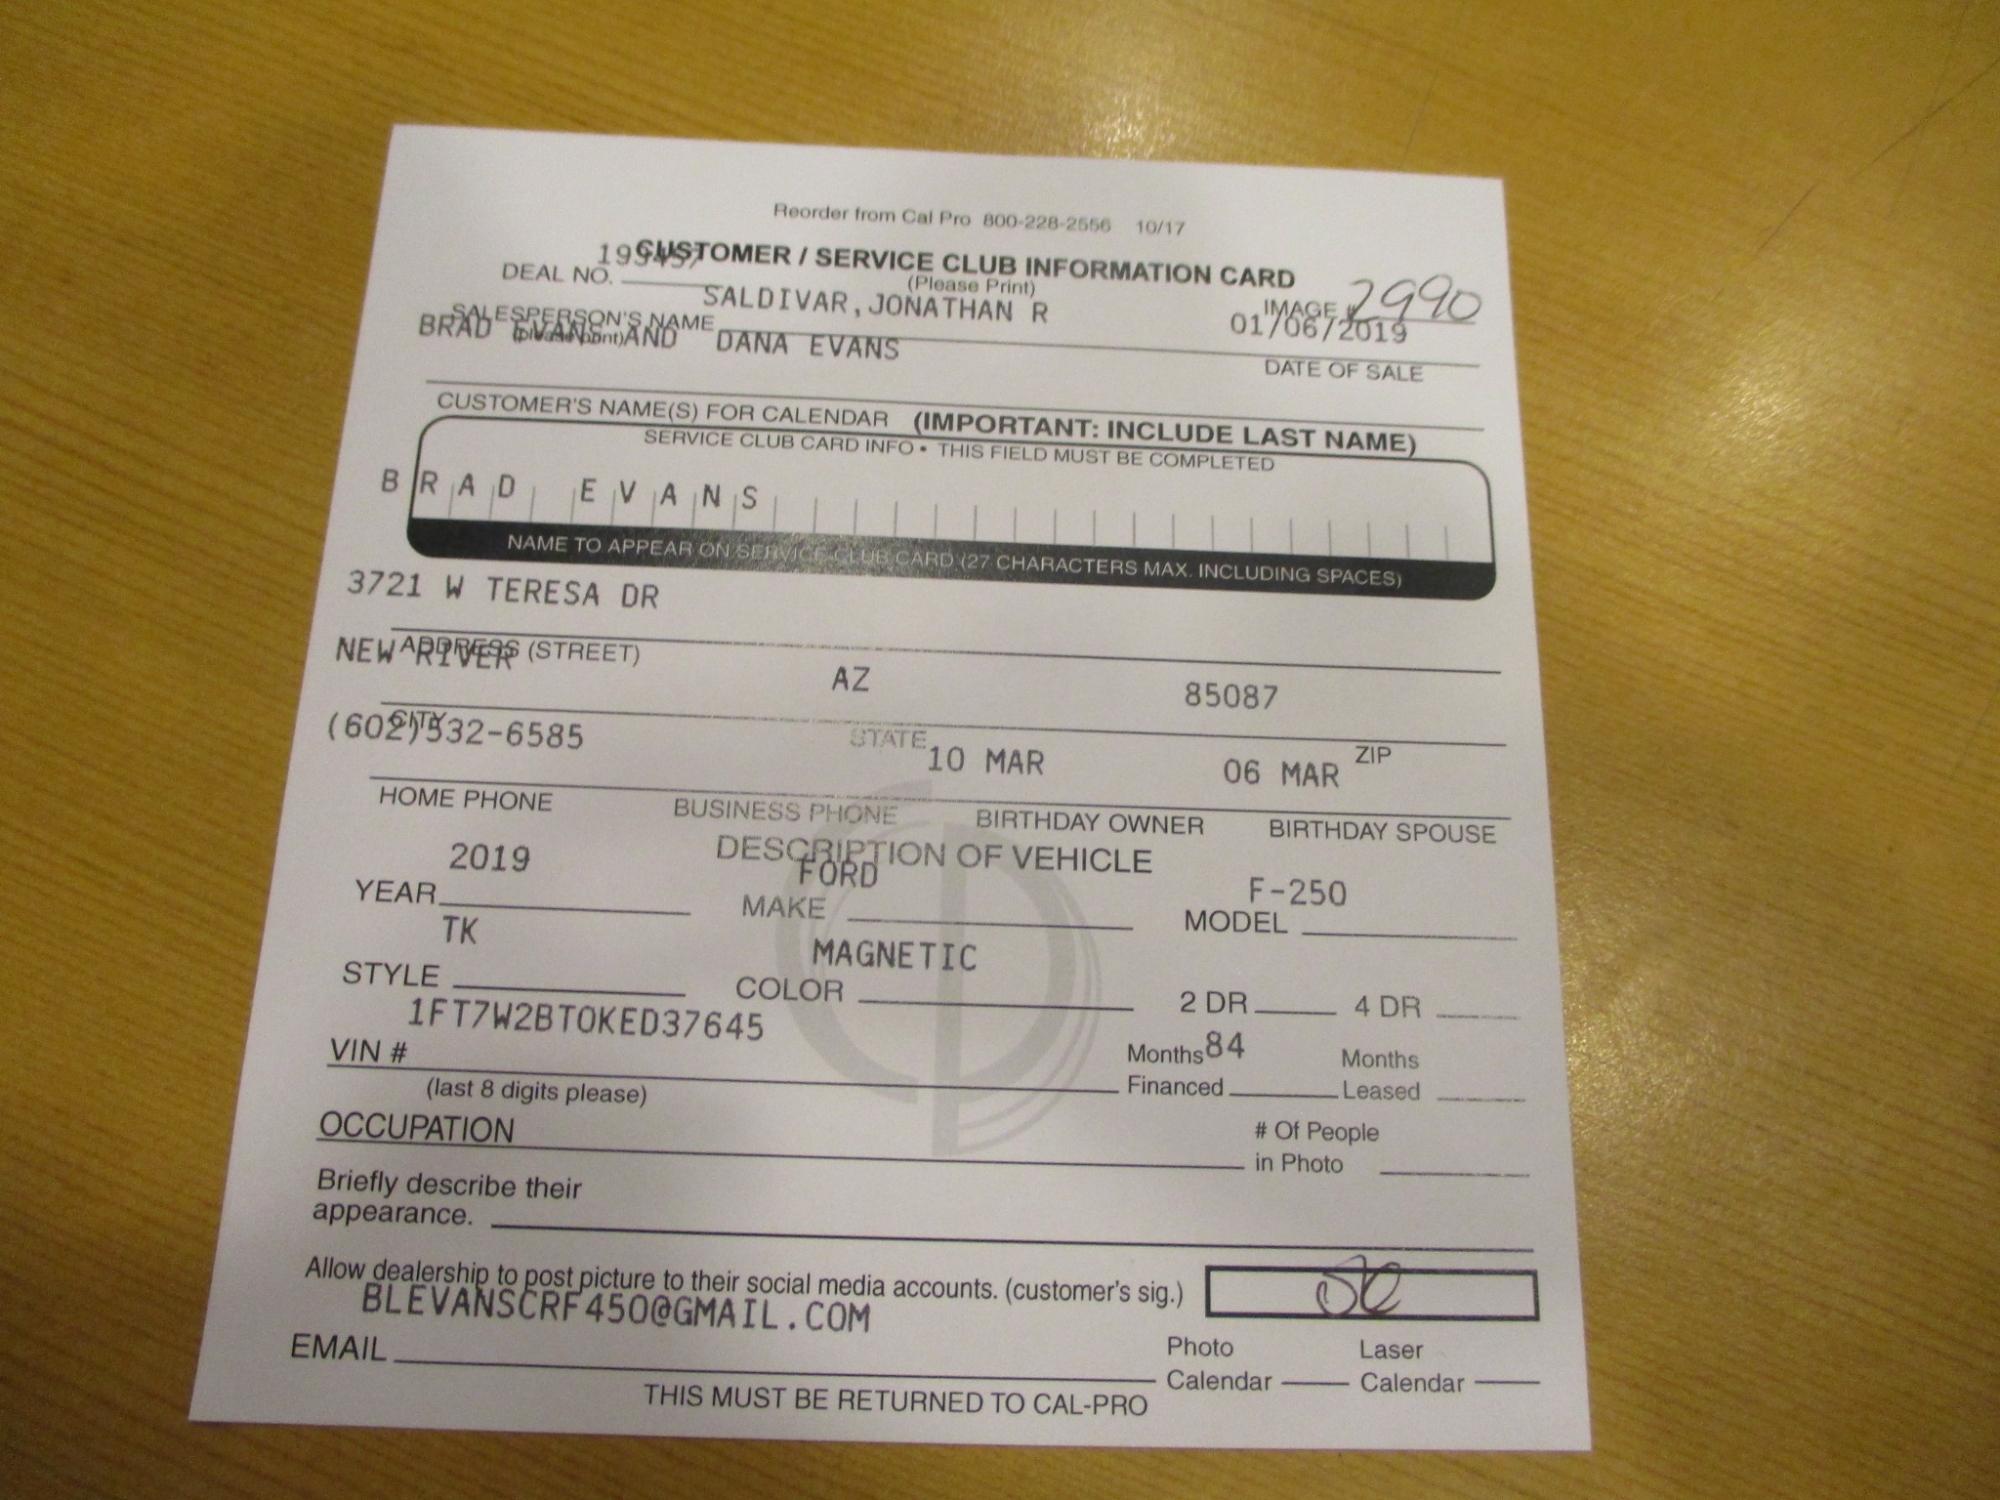 Reorder from Cal Pro 800-228-2556 10/17
CUSTOMER / SERVICE CLUB INFORMATION CARD
(Please Print)
DEAL NO. 199457
IMAGE # 2990
SALESPERSON'S NAME SALDIVAR,JONATHAN R 01/06/2019
(please print) DATE OF SALE
BRAD EVANS AND DANA EVANS
CUSTOMER'S NAME(S) FOR CALENDAR (IMPORTANT: INCLUDE LAST NAME)
SERVICE CLUB CARD INFO • THIS FIELD MUST BE COMPLETED
BRAD EVANS
NAME TO APPEAR ON SERVICE CLUB CARD (27 CHARACTERS MAX. INCLUDING SPACES)
3721 W TERESA DR
ADDRESS (STREET)
NEW RIVER AZ 85087
CITY STATE ZIP
(602)532-6585 10 MAR 06 MAR
HOME PHONE BUSINESS PHONE BIRTHDAY OWNER BIRTHDAY SPOUSE
DESCRIPTION OF VEHICLE
YEAR 2019 MAKE FORD MODEL F-250
STYLE TK COLOR MAGNETIC 2 DR 4 DR
VIN # 1FT7W2BT0KED37645 Months Financed 84 Months Leased
(last 8 digits please)
OCCUPATION # Of People in Photo
Briefly describe their
appearance.
Allow dealership to post picture to their social media accounts. (customer's sig.)
BLEVANSCRF450@GMAIL.COM
EMAIL Photo Calendar Laser Calendar
THIS MUST BE RETURNED TO CAL-PRO